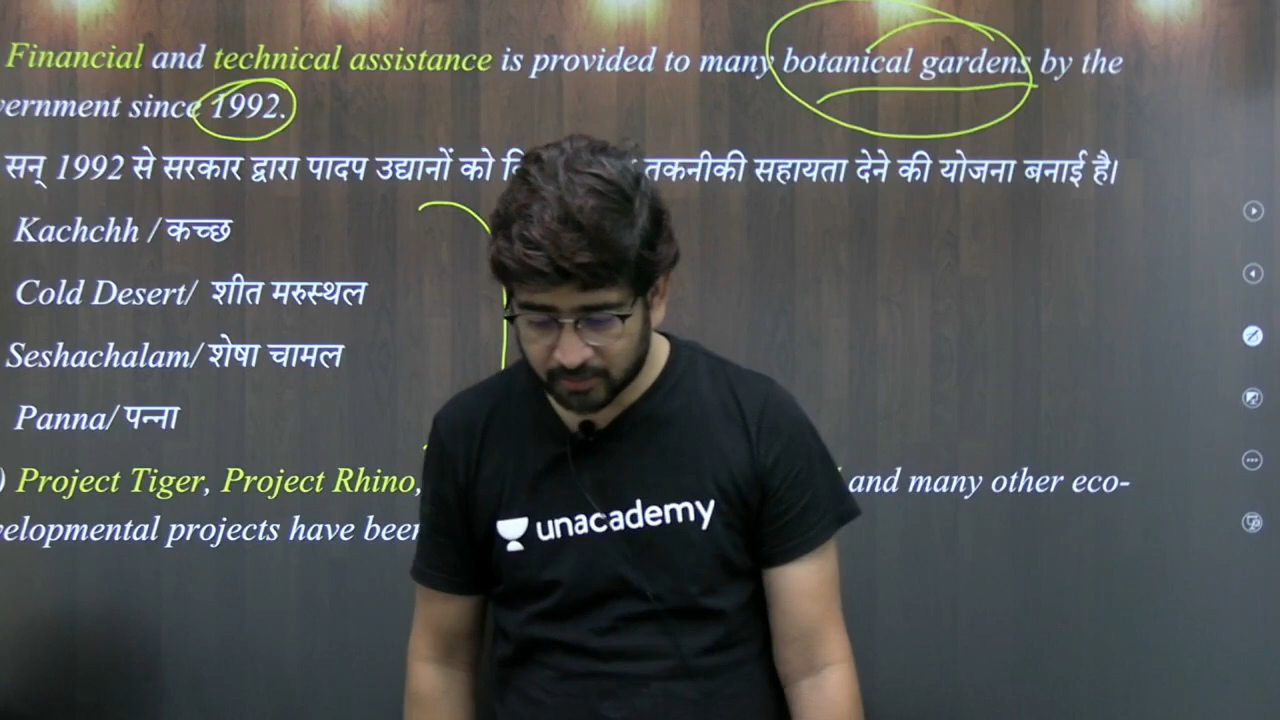 Financial and technical assistance is provided to many botanical gardens by the
vernment since 1992.
सन् 1992 से सरकार द्वारा पादप उद्यानों को तकनीकी सहायता देने की योजना बनाई है।
Kachchh / कच्छ
Cold Desert/ शीत मरुस्थल
Seshachalam/ शेषा चामल
Panna/ पन्ना
) Project Tiger, Project Rhino, and many other eco-
velopmental projects have been
unacademy